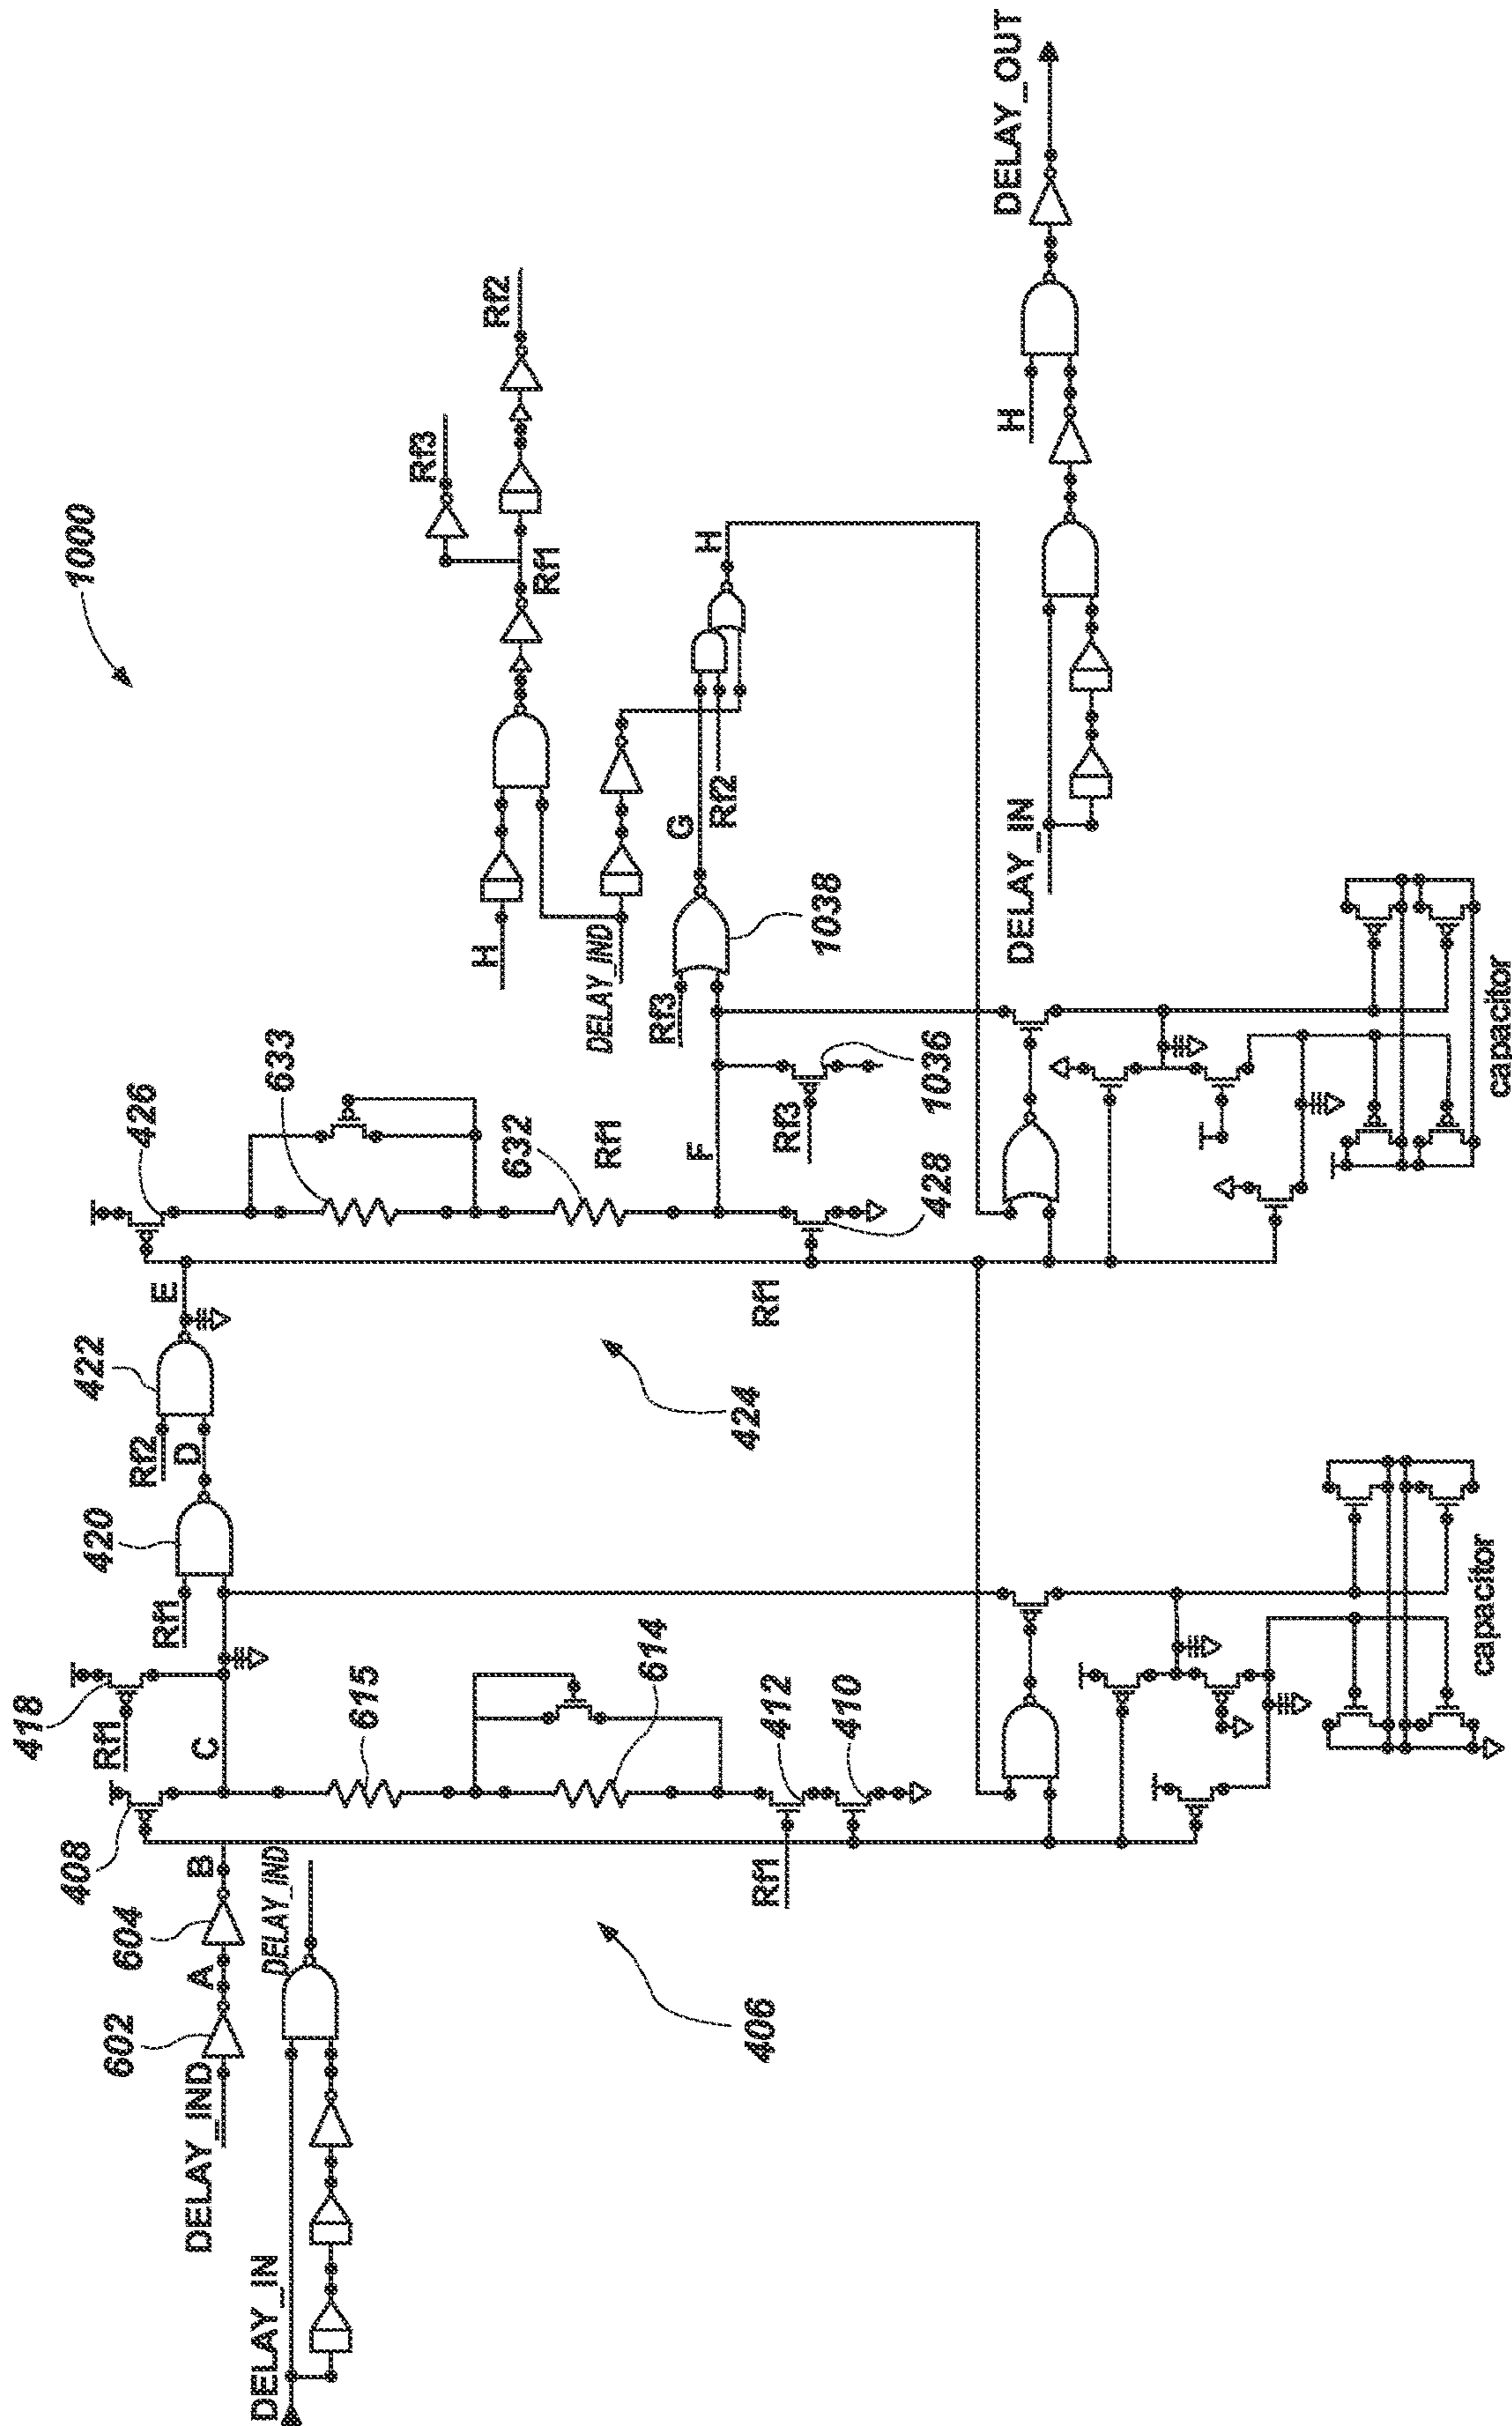 1000
DELAY_OUT
Rf2
Rf3
Rf1
H
H
H
DELAY_IND
G
Rf2
1038
Rf3
DELAY_IN
426
633
632
Rf1
F
Rf3
1036
428
capacitor
E
422
Rf2
D
420
Rf1
424
Rf1
418
Rf1
C
615
614
412
410
Rf1
capacitor
408
B
604
A
602
DELAY_IND
DELAY_IND
406
DELAY_IN